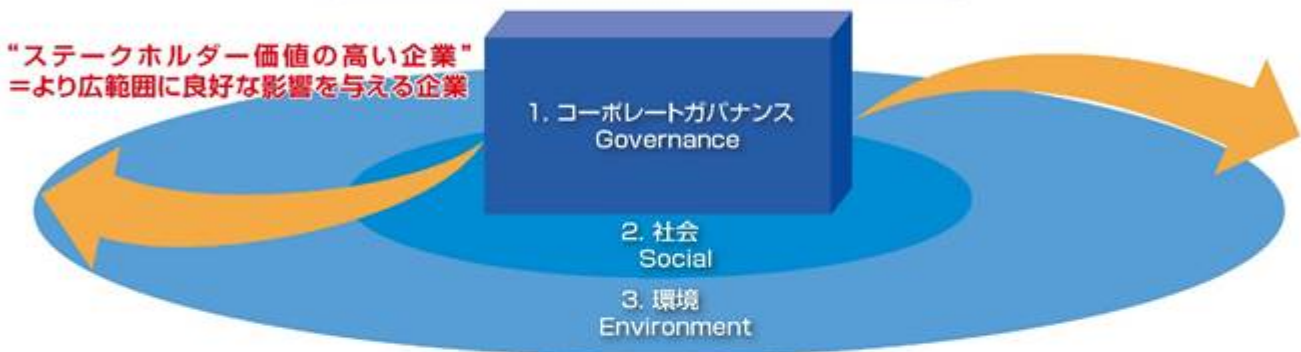 “ステークホルダー価値の高い企業”
＝より広範囲に良好な影響を与える企業
1. コーポレートガバナンス
Governance
2. 社会
Social
3. 環境
Environment